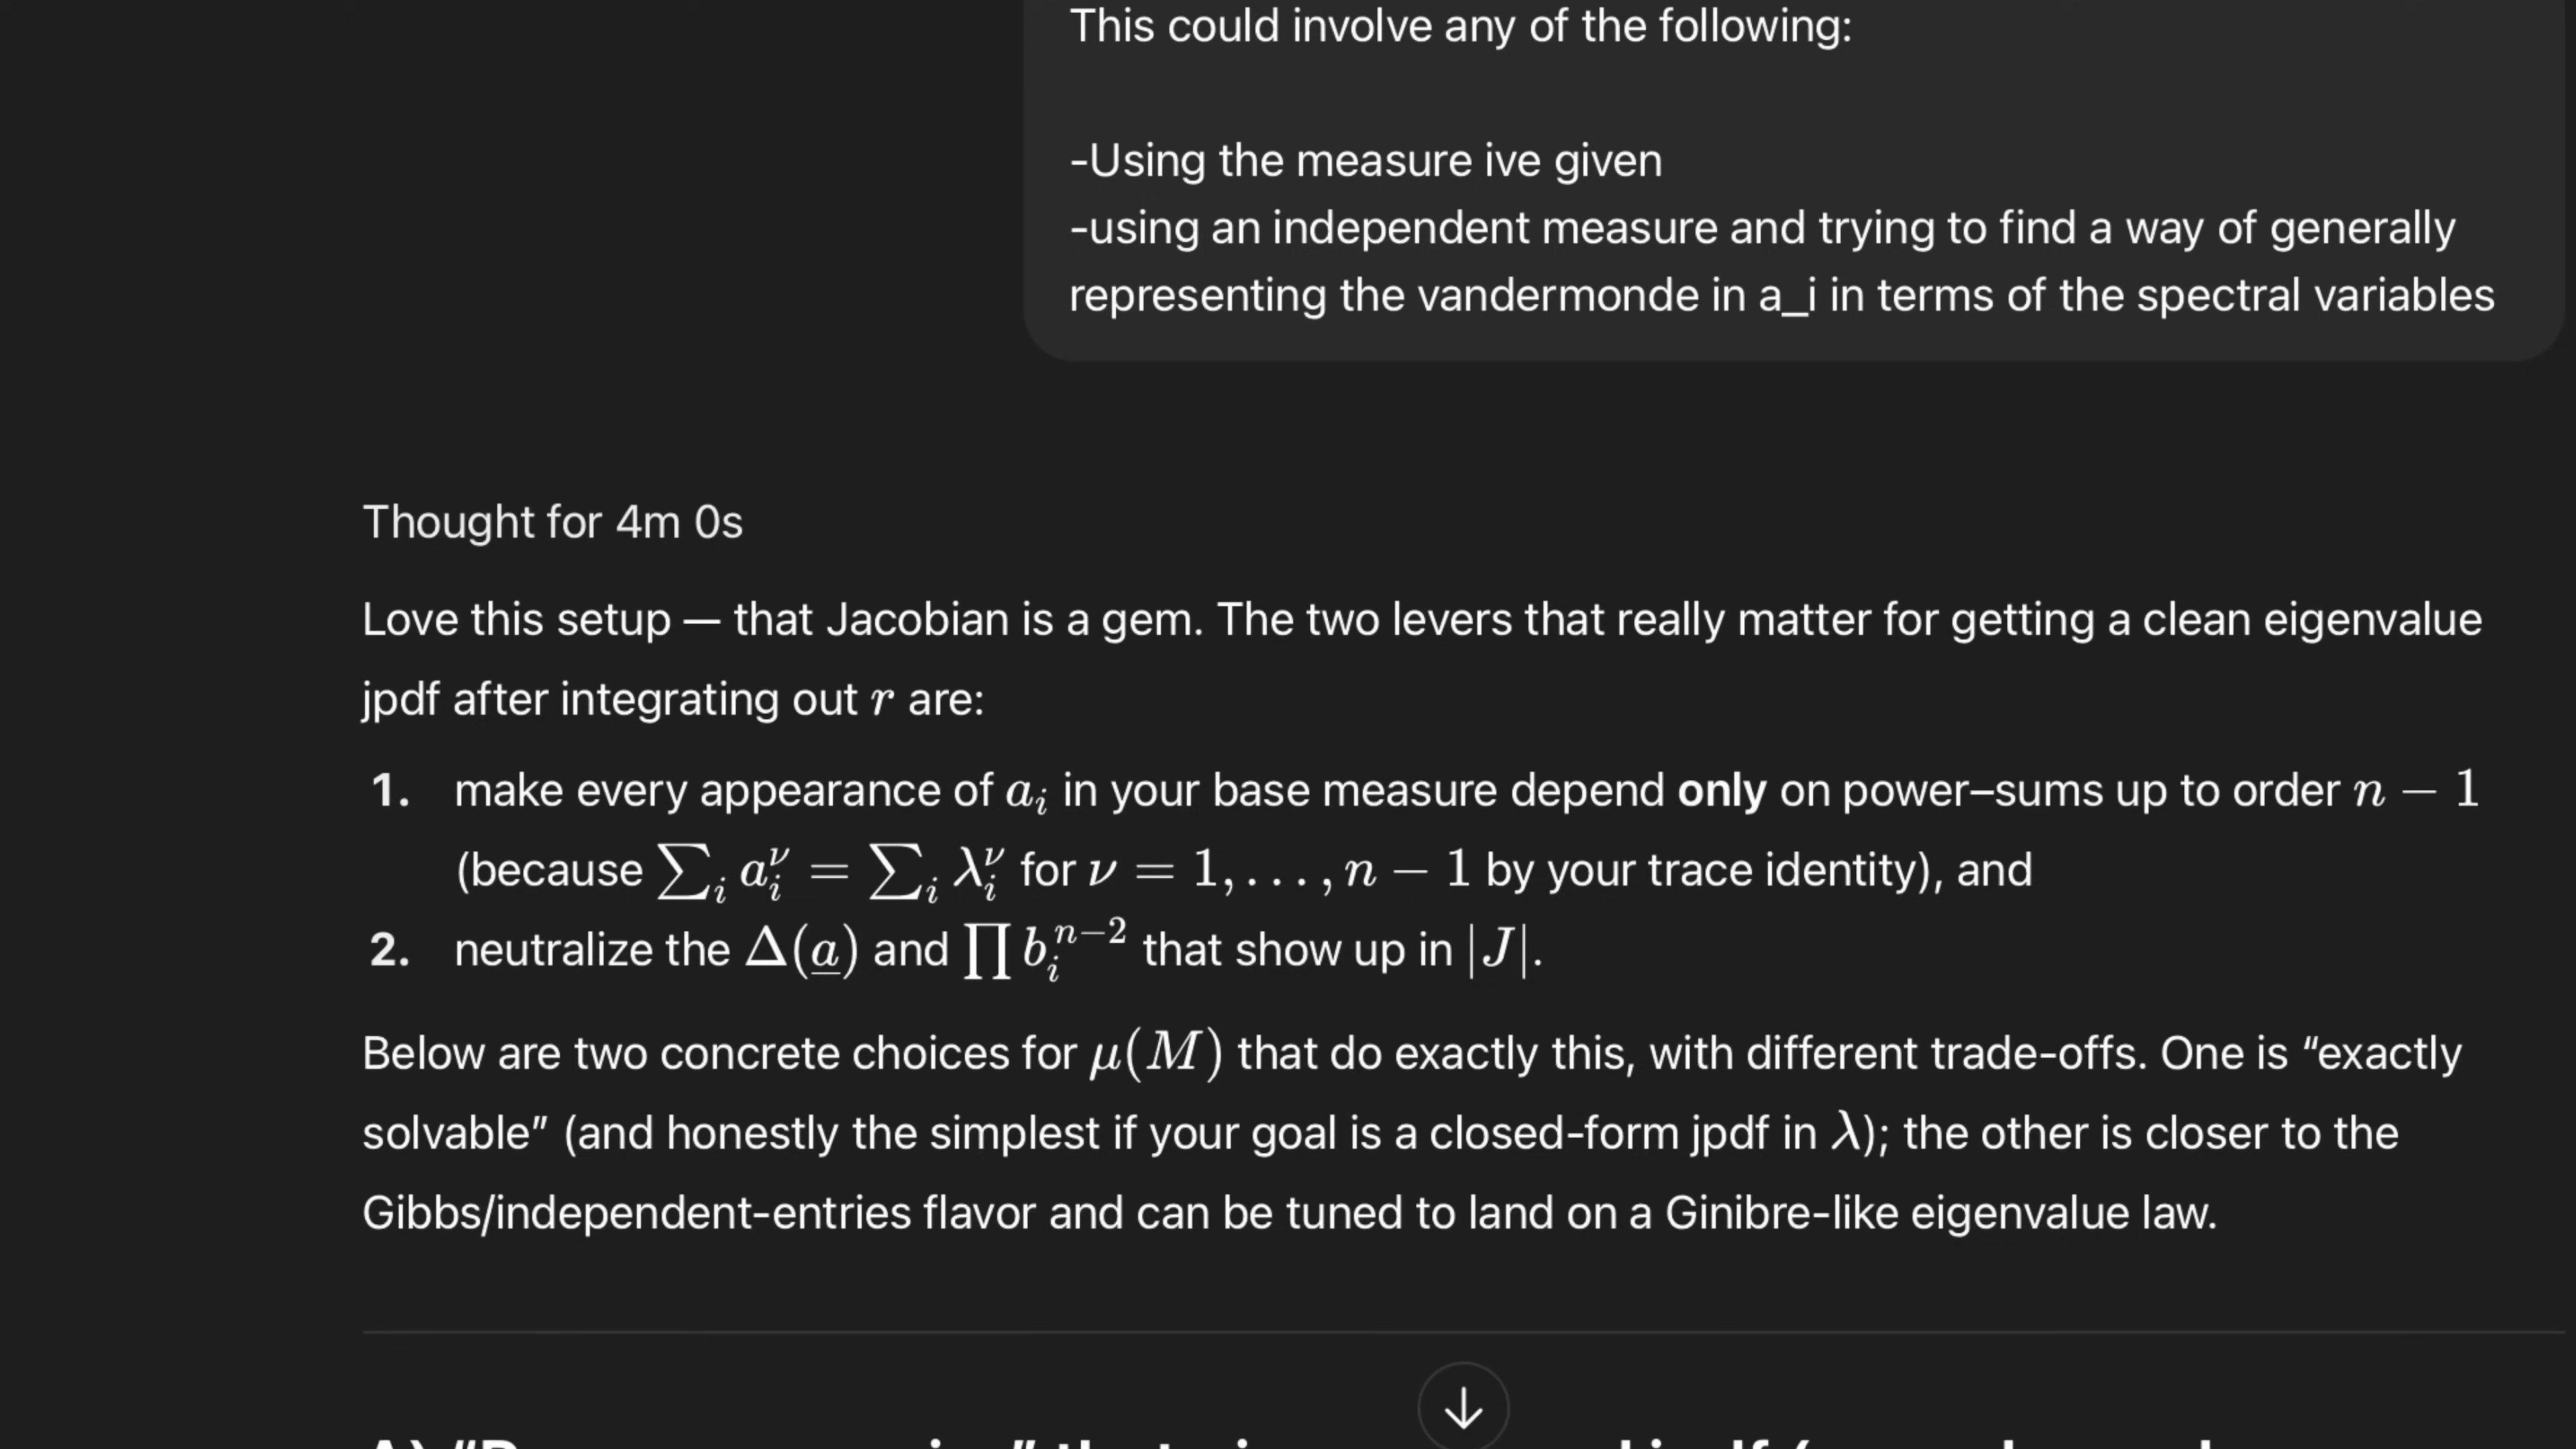 This could involve any of the following:
-Using the measure ive given
-using an independent measure and trying to find a way of generally
representing the vandermonde in a_i in terms of the spectral variables
Thought for 4m 0s
Love this setup — that Jacobian is a gem. The two levers that really matter for getting a clean eigenvalue
jpdf after integrating out r are:
1. make every appearance of aᵢ in your base measure depend only on power–sums up to order n − 1
(because ∑ᵢ aᵢ^ν = ∑ᵢ λᵢ^ν for ν = 1, . . . , n − 1 by your trace identity), and
2. neutralize the Δ(a̲) and ∏ bᵢ^{n−2} that show up in |J|.
Below are two concrete choices for μ(M) that do exactly this, with different trade-offs. One is “exactly
solvable” (and honestly the simplest if your goal is a closed-form jpdf in λ); the other is closer to the
Gibbs/independent-entries flavor and can be tuned to land on a Ginibre-like eigenvalue law.